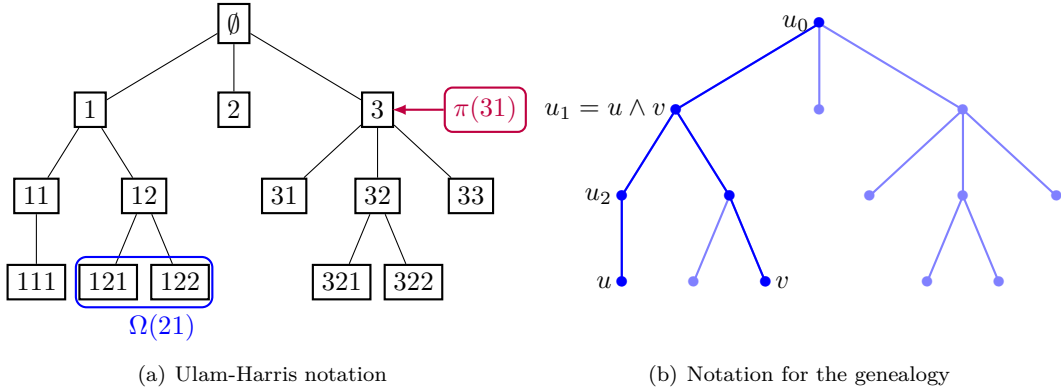 ∅
u₀
1
2
3
π(31)
u₁ = u ∧ v
11
12
31
32
33
u₂
111
121
122
321
322
u
v
Ω(21)
(a) Ulam-Harris notation
(b) Notation for the genealogy